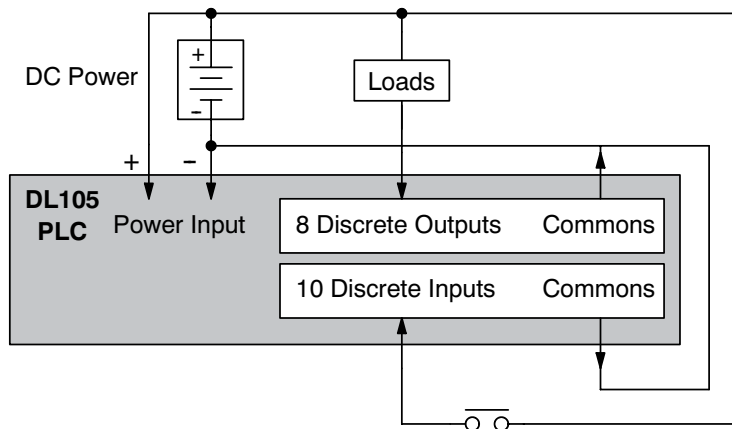 DC Power
+
-
Loads
+
-
DL105
PLC
Power Input
8 Discrete Outputs Commons
10 Discrete Inputs Commons